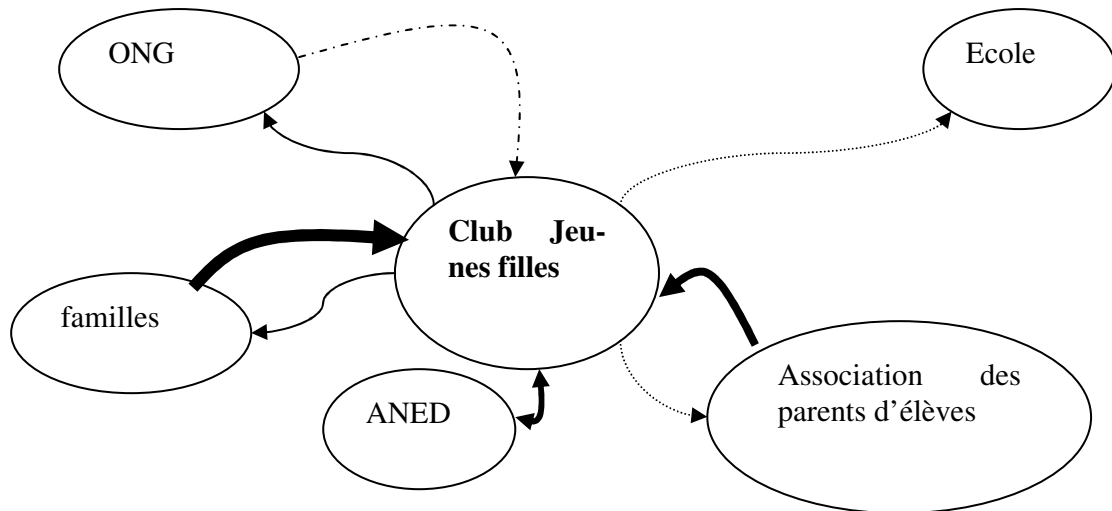 ONG
Ecole
Club Jeu-
nes filles
familles
Association des
parents d'élèves
ANED